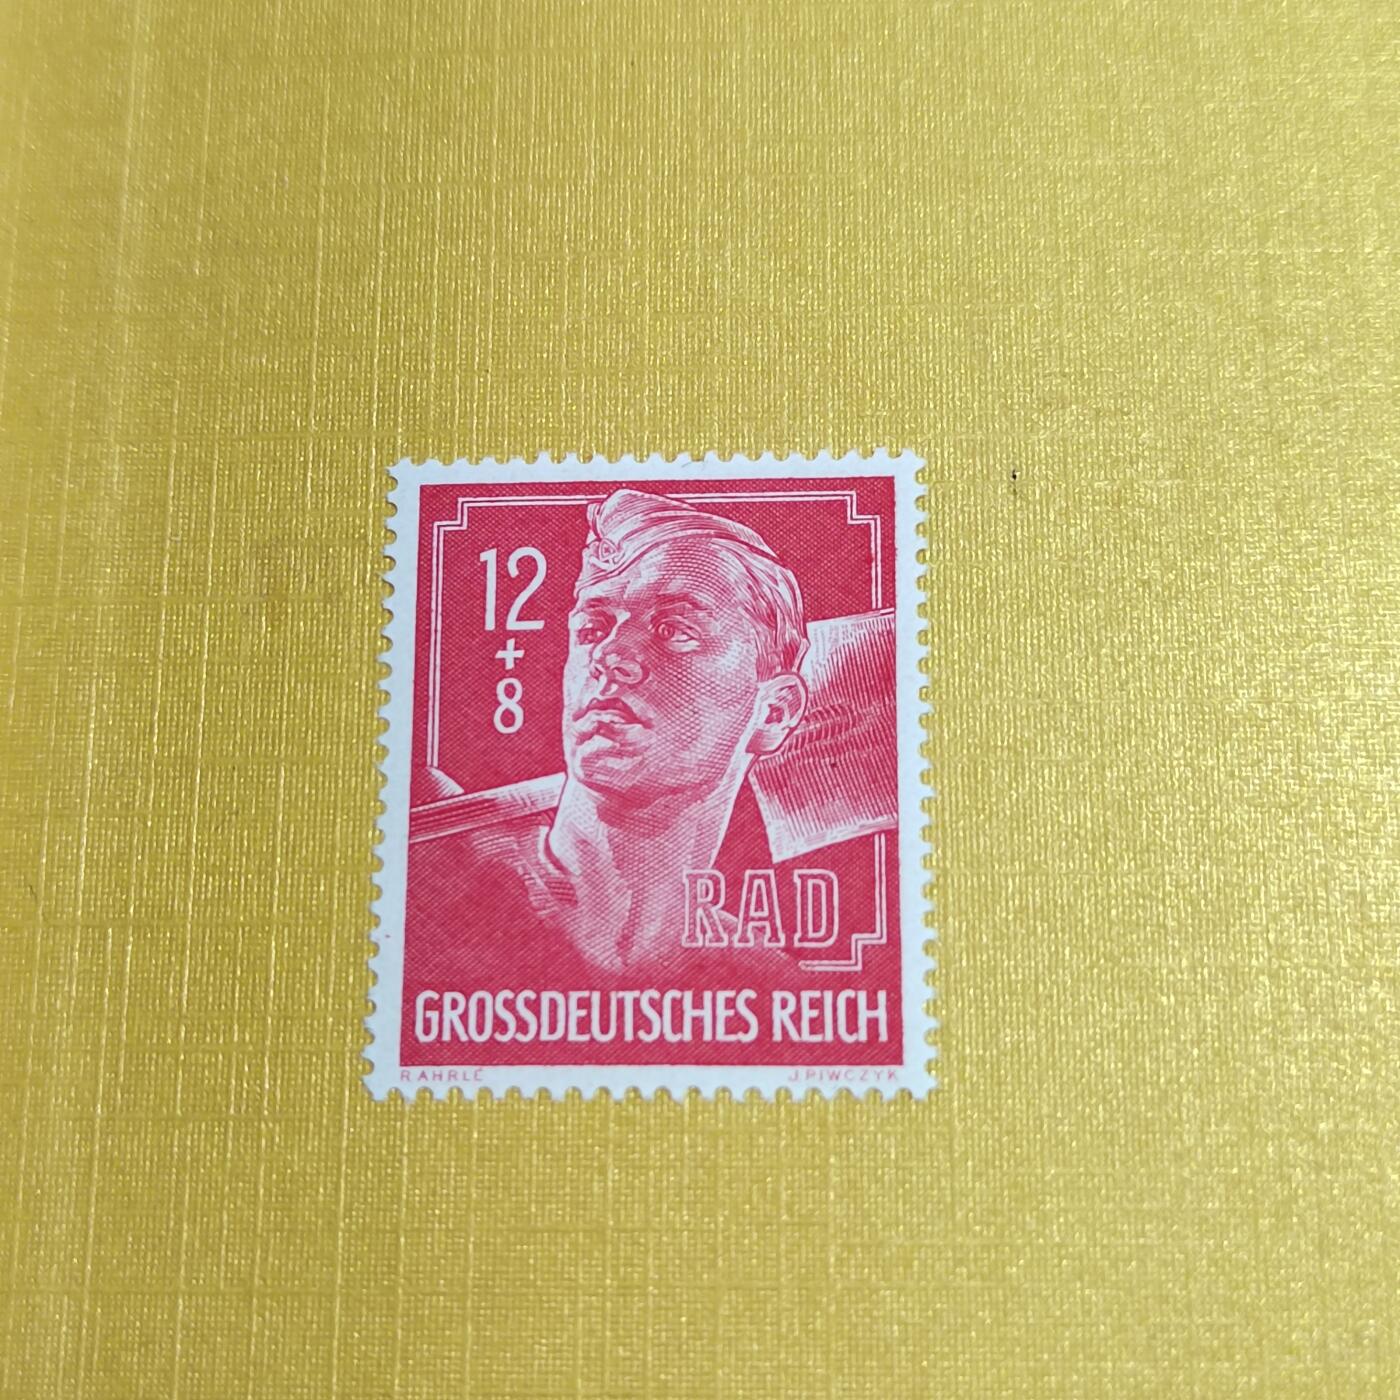 12
+
8
RAD
GROSSDEUTSCHES REICH
R AHRLÉ
J.PIWCZYK